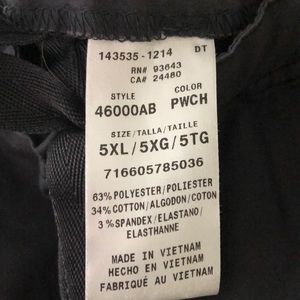 143535-1214 DT
RN# 93643
CA# 24480
STYLE COLOR
46000AB PWCH
SIZE/TALLA/TAILLE
5XL/5XG/5TG
716605785036
63% POLYESTER/POLIESTER
34% COTTON/ALGODON/COTON
3% SPANDEX/ELASTANO/
ELASTHANNE
MADE IN VIETNAM
HECHO EN VIETNAM
FABRIQUÉ AU VIETNAM